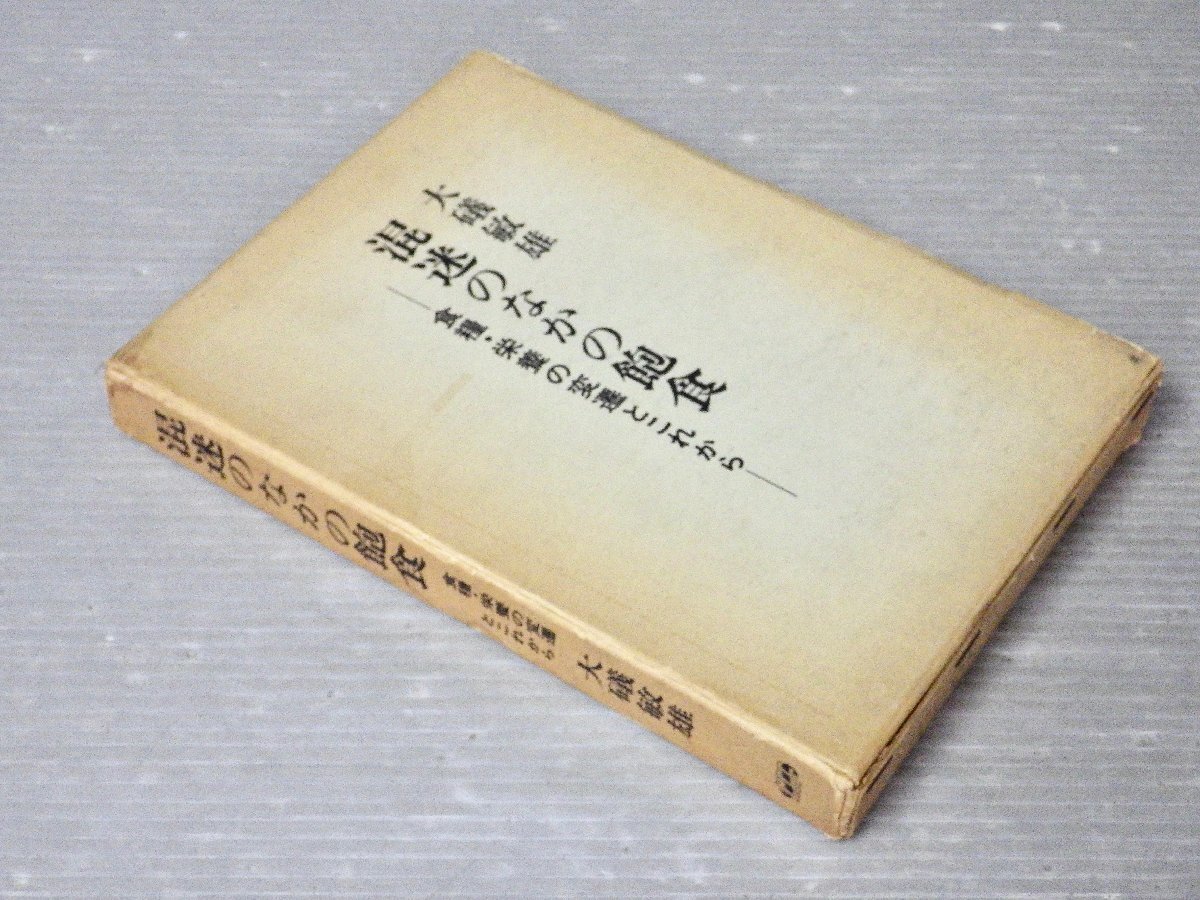 大礒敏雄
混迷のなかの飽食
—食糧・栄養の変遷とこれから—
混迷のなかの飽食
食糧・栄養の変遷
とこれから
大礒敏雄